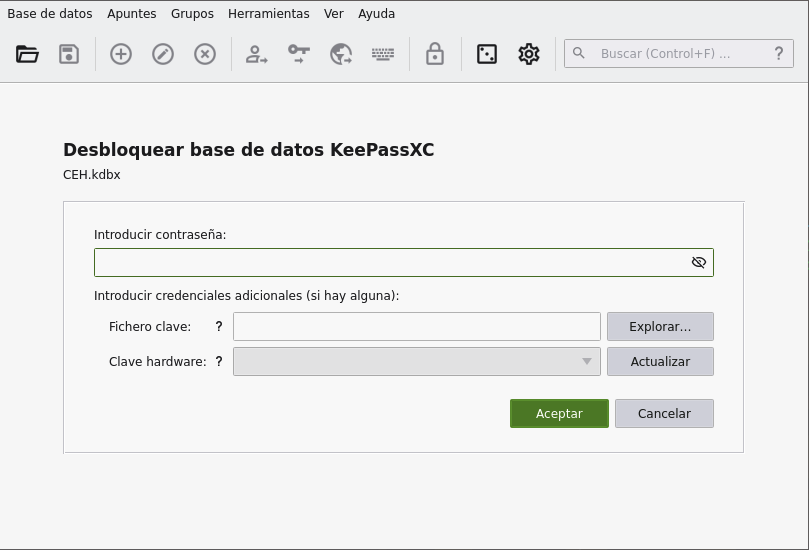 Base de datos Apuntes Grupos Herramientas Ver Ayuda
Buscar (Control+F) ... ?
Desbloquear base de datos KeePassXC
CEH.kdbx
Introducir contraseña:
Introducir credenciales adicionales (si hay alguna):
Fichero clave: ? Explorar...
Clave hardware: ? Actualizar
Aceptar Cancelar